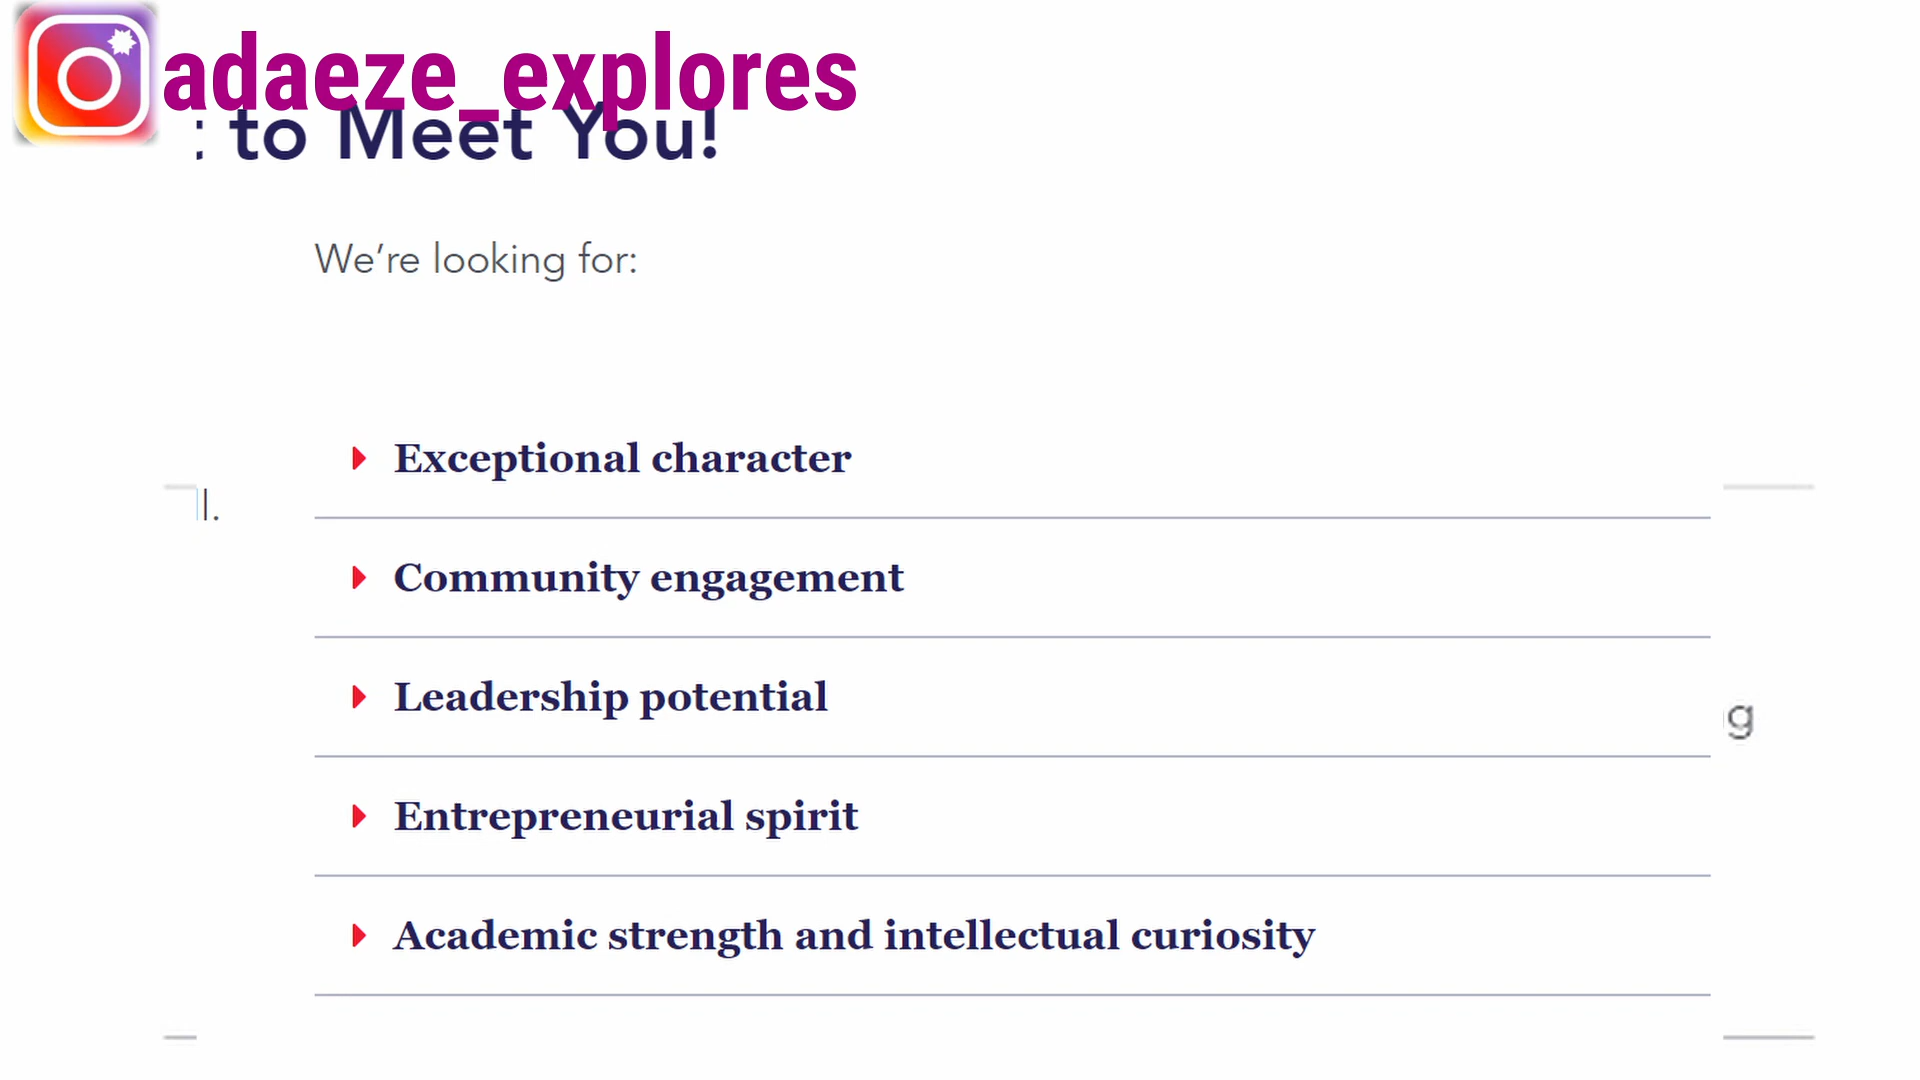 adaeze_explores
: to Meet You!
We’re looking for:
Exceptional character
l.
Community engagement
Leadership potential
g
Entrepreneurial spirit
Academic strength and intellectual curiosity